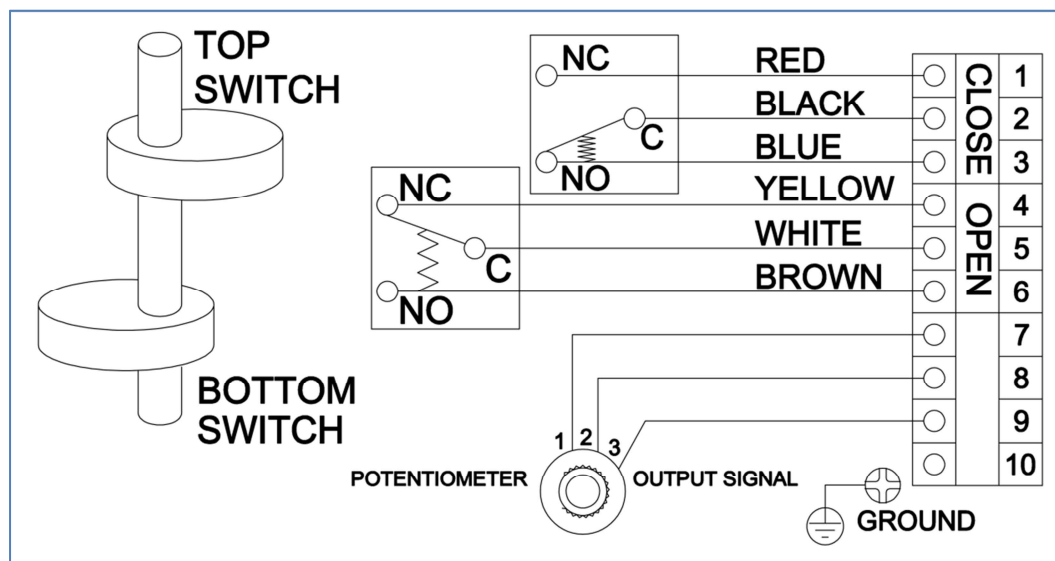 TOP
SWITCH
BOTTOM
SWITCH
NC
C
NO
NC
C
NO
RED
BLACK
BLUE
YELLOW
WHITE
BROWN
CLOSE
OPEN
1
2
3
4
5
6
7
8
9
10
1 2 3
POTENTIOMETER
OUTPUT SIGNAL
GROUND